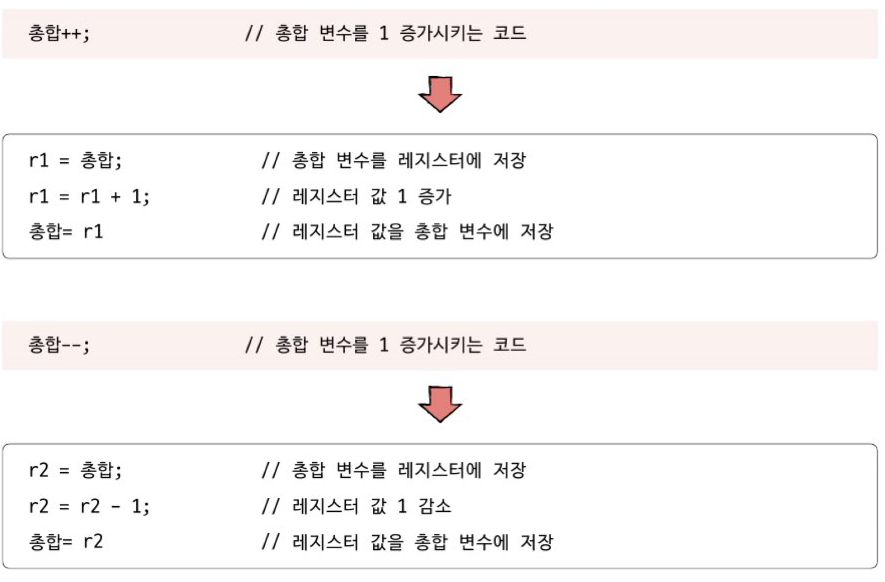 총합++; // 총합 변수를 1 증가시키는 코드
r1 = 총합; // 총합 변수를 레지스터에 저장
r1 = r1 + 1; // 레지스터 값 1 증가
총합= r1 // 레지스터 값을 총합 변수에 저장
총합--; // 총합 변수를 1 증가시키는 코드
r2 = 총합; // 총합 변수를 레지스터에 저장
r2 = r2 - 1; // 레지스터 값 1 감소
총합= r2 // 레지스터 값을 총합 변수에 저장